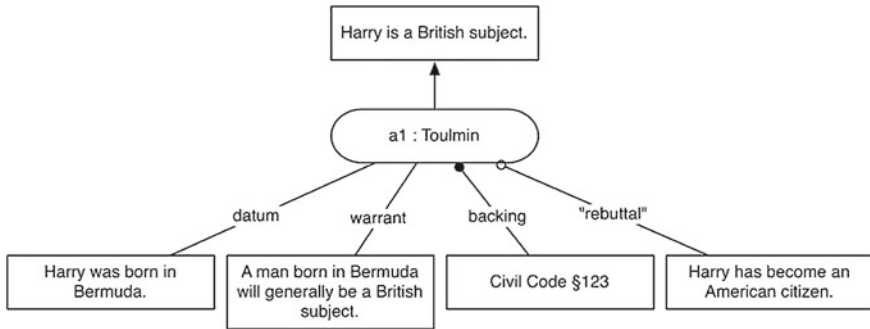 Harry is a British subject.
a1 : Toulmin
datum
warrant
backing
"rebuttal"
Harry was born in
Bermuda.
A man born in Bermuda
will generally be a British
subject.
Civil Code §123
Harry has become an
American citizen.